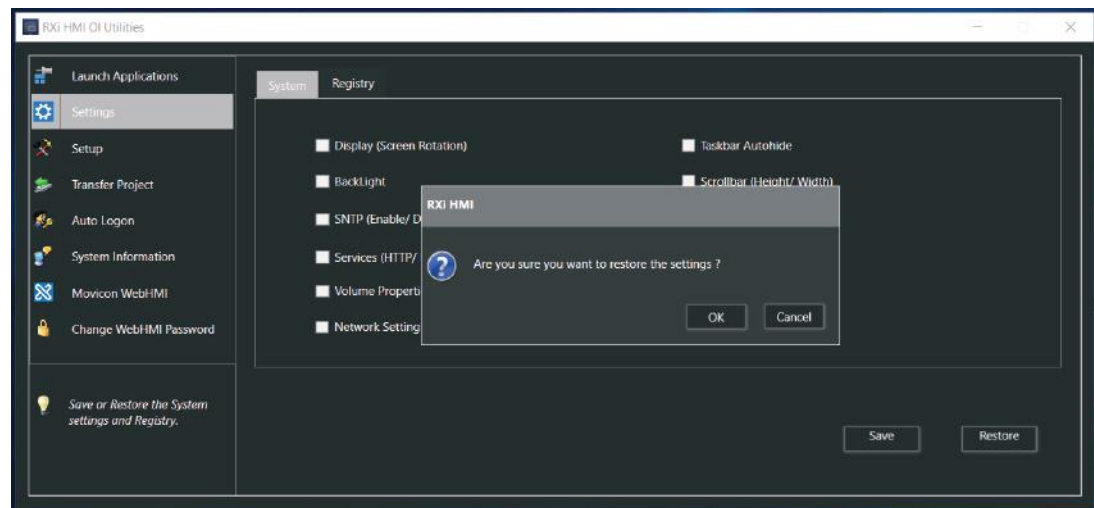 RXi HMI OI Utilities
Launch Applications
Settings
Setup
Transfer Project
Auto Logon
System Information
Movicon WebHMI
Change WebHMI Password
Save or Restore the System
settings and Registry.
System Registry
Display (Screen Rotation)
BackLight
SNTP (Enable/ D
Services (HTTP/
Volume Properti
Network Setting
Taskbar Autohide
Scrollbar (Height/ Width)
RXi HMI
Are you sure you want to restore the settings ?
OK Cancel
Save Restore